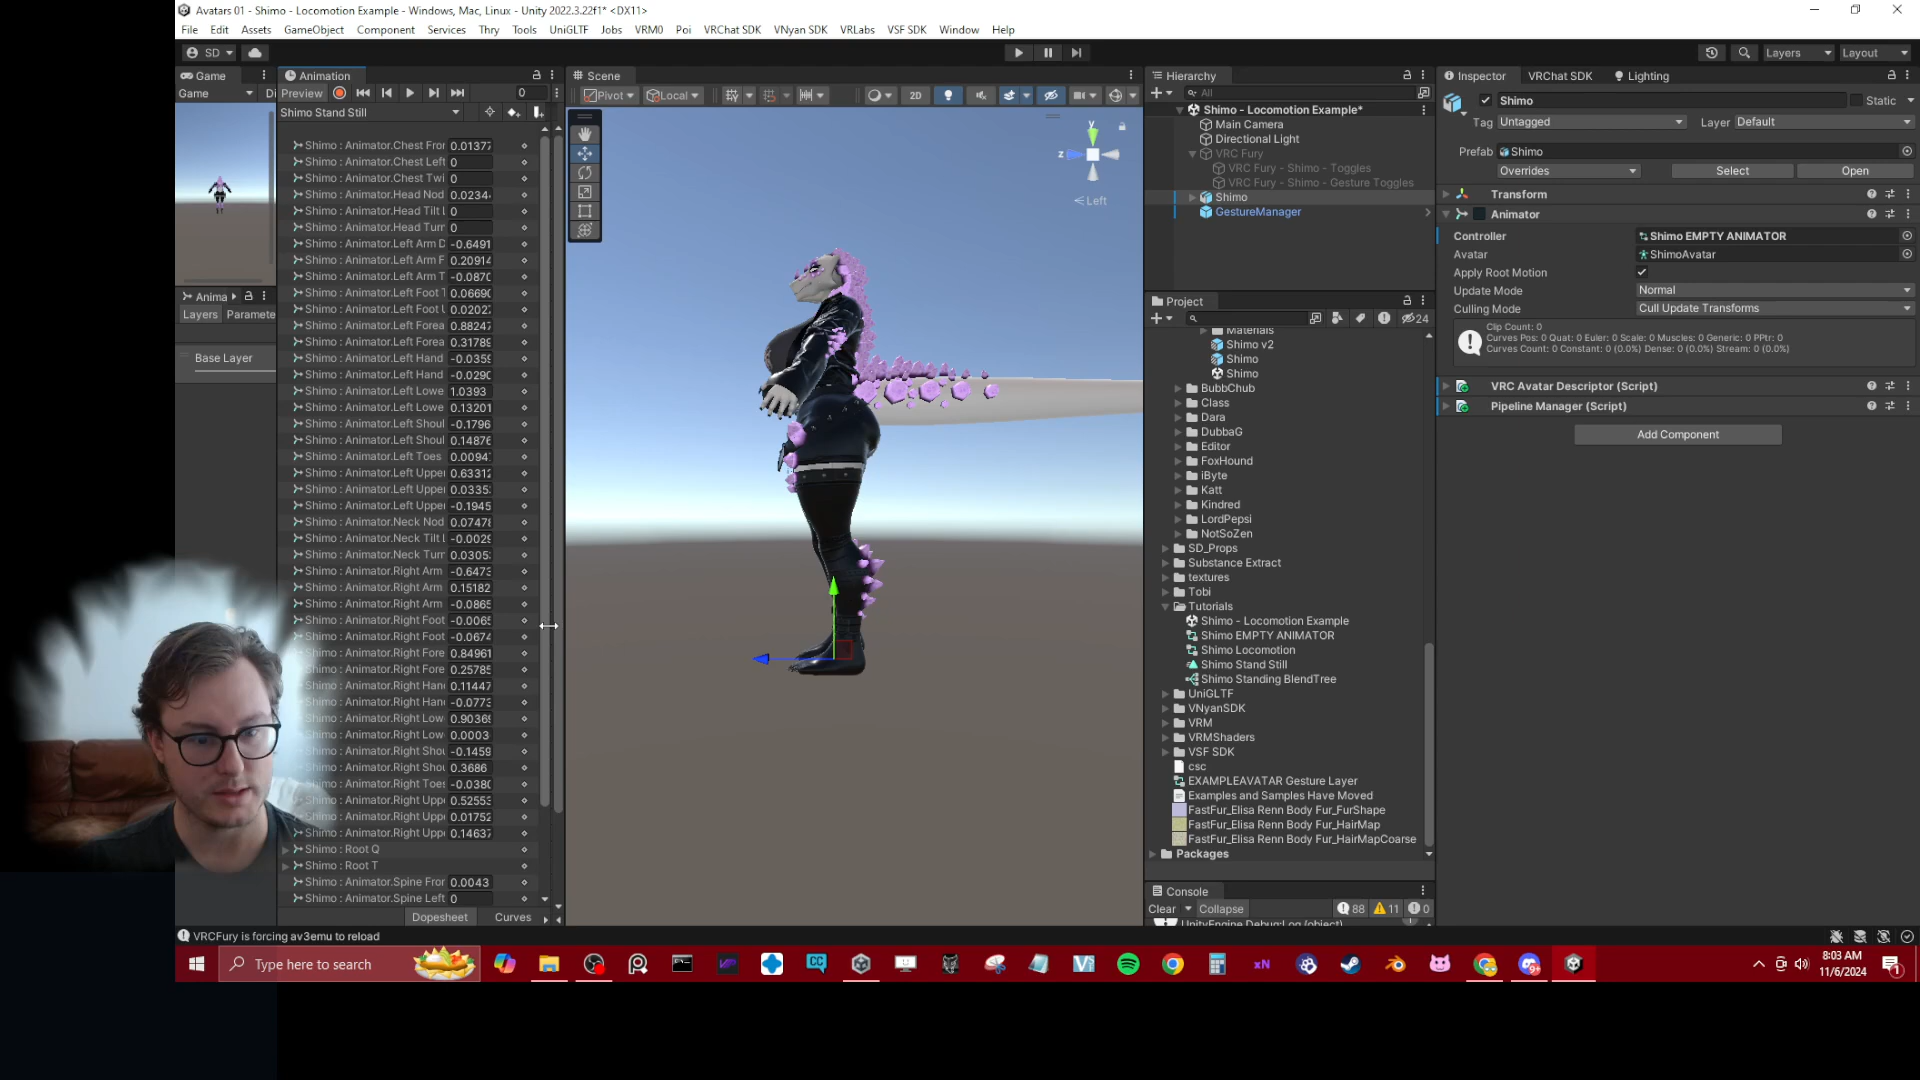 Avatars 01 - Shimo - Locomotion Example - Windows, Mac, Linux - Unity 2022.3.22f1* <DX11>
File Edit Assets GameObject Component Services Thry Tools UniGLTF Jobs VRM0 Poi VRChat SDK VNyan SDK VRLabs VSF SDK Window Help
SD
Layers Layout
Game
Game Di
Animation
Preview 0
Shimo Stand Still
Shimo : Animator.Chest Fron 0.01377
Shimo : Animator.Chest Left 0
Shimo : Animator.Chest Twi 0
Shimo : Animator.Head Nod 0.0234
Shimo : Animator.Head Tilt L 0
Shimo : Animator.Head Turn 0
Shimo : Animator.Left Arm D -0.6491
Shimo : Animator.Left Arm F 0.20914
Shimo : Animator.Left Arm T -0.0870
Shimo : Animator.Left Foot T 0.0669
Shimo : Animator.Left Foot U 0.0202
Shimo : Animator.Left Forea 0.88247
Shimo : Animator.Left Forea 0.31789
Shimo : Animator.Left Hand -0.0359
Shimo : Animator.Left Hand -0.0290
Shimo : Animator.Left Lowe 1.0393
Shimo : Animator.Left Lowe 0.13201
Shimo : Animator.Left Shoul -0.1796
Shimo : Animator.Left Shoul 0.14876
Shimo : Animator.Left Toes 0.0094
Shimo : Animator.Left Upper 0.63312
Shimo : Animator.Left Upper 0.0335
Shimo : Animator.Left Upper -0.1945
Shimo : Animator.Neck Nod 0.07478
Shimo : Animator.Neck Tilt L -0.0029
Shimo : Animator.Neck Turn 0.0305
Shimo : Animator.Right Arm -0.6473
Shimo : Animator.Right Arm 0.15182
Shimo : Animator.Right Arm -0.0865
Shimo : Animator.Right Foot -0.0065
Shimo : Animator.Right Foot -0.0674
Shimo : Animator.Right Fore 0.84961
Shimo : Animator.Right Fore 0.25785
Shimo : Animator.Right Han 0.11447
Shimo : Animator.Right Han -0.0773
Shimo : Animator.Right Low 0.90369
Shimo : Animator.Right Low 0.0003
Shimo : Animator.Right Shou -0.1459
Shimo : Animator.Right Shou 0.3686
Shimo : Animator.Right Toes -0.0380
Shimo : Animator.Right Uppe 0.52553
Shimo : Animator.Right Uppe 0.01752
Shimo : Animator.Right Uppe 0.14637
Shimo : Root Q
Shimo : Root T
Shimo : Animator.Spine Fron 0.0043
Shimo : Animator.Spine Left 0
Dopesheet Curves
Anima
Layers Paramete
Base Layer
Scene
Pivot Local 2D
y
z
Left
Hierarchy
All
Shimo - Locomotion Example*
Main Camera
Directional Light
VRC Fury
VRC Fury - Shimo - Toggles
VRC Fury - Shimo - Gesture Toggles
Shimo
GestureManager
Project
24
Materials
Shimo v2
Shimo
Shimo
BubbChub
Class
Dara
DubbaG
Editor
FoxHound
iByte
Katt
Kindred
LordPepsi
NotSoZen
SD_Props
Substance Extract
textures
Tobi
Tutorials
Shimo - Locomotion Example
Shimo EMPTY ANIMATOR
Shimo Locomotion
Shimo Stand Still
Shimo Standing BlendTree
UniGLTF
VNyanSDK
VRM
VRMShaders
VSF SDK
csc
EXAMPLEAVATAR Gesture Layer
Examples and Samples Have Moved
FastFur_Elisa Renn Body Fur_FurShape
FastFur_Elisa Renn Body Fur_HairMap
FastFur_Elisa Renn Body Fur_HairMapCoarse
Packages
Console
Clear Collapse 88 11 0
UnityEngine.Debug:Log (object)
Inspector VRChat SDK Lighting
Shimo Static
Tag Untagged Layer Default
Prefab Shimo
Overrides Select Open
Transform
Animator
Controller Shimo EMPTY ANIMATOR
Avatar ShimoAvatar
Apply Root Motion
Update Mode Normal
Culling Mode Cull Update Transforms
Clip Count: 0
Curves Pos: 0 Quat: 0 Euler: 0 Scale: 0 Muscles: 0 Generic: 0 PPtr: 0
Curves Count: 0 Constant: 0 (0.0%) Dense: 0 (0.0%) Stream: 0 (0.0%)
VRC Avatar Descriptor (Script)
Pipeline Manager (Script)
Add Component
VRCFury is forcing av3emu to reload
Type here to search
CC
xN
9+
8:03 AM
11/6/2024
1